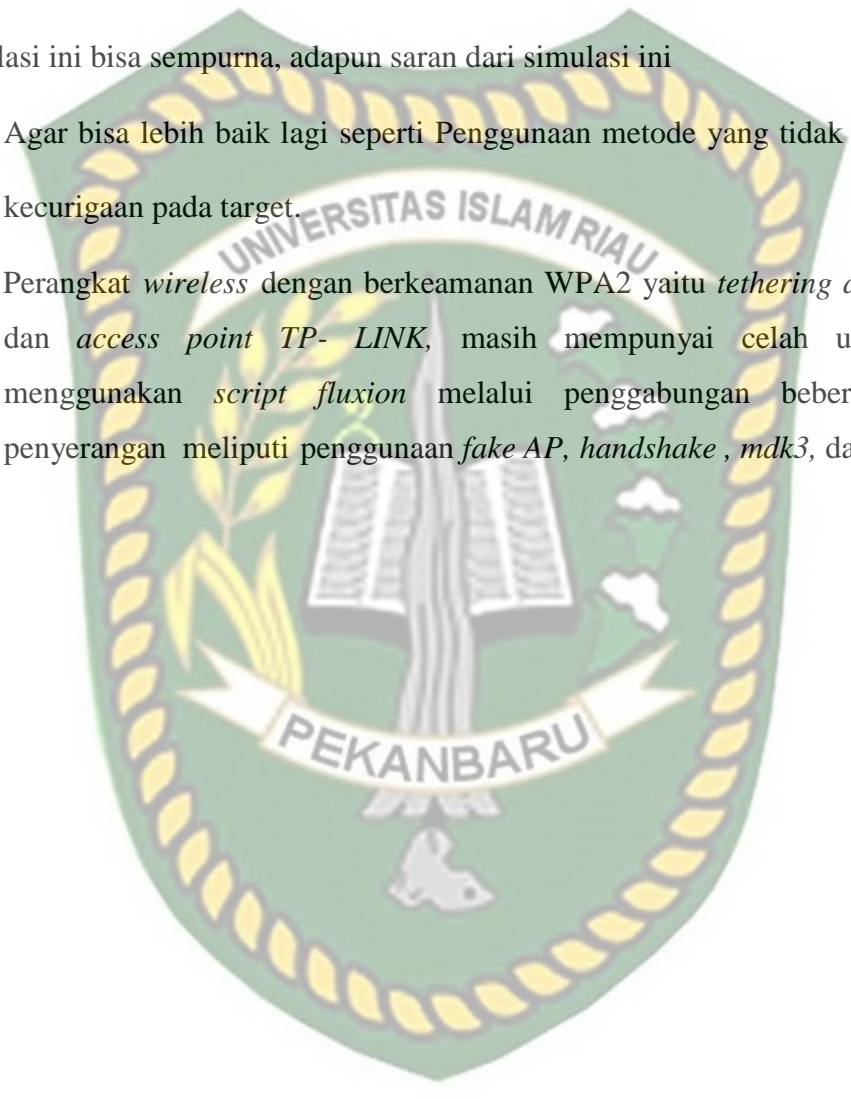 lasi ini bisa sempurna, adapun saran dari simulasi ini
Agar bisa lebih baik lagi seperti Penggunaan metode yang tidak
kecurigaan pada target.
UNIVERSITAS ISLAM RIAU
Perangkat wireless dengan berkeamanan WPA2 yaitu tethering
dan access point TP- LINK, masih mempunyai celah
menggunakan script fluxion melalui penggabungan
penyerangan meliputi penggunaan fake AP, handshake , mdk3,
PEKANBARU